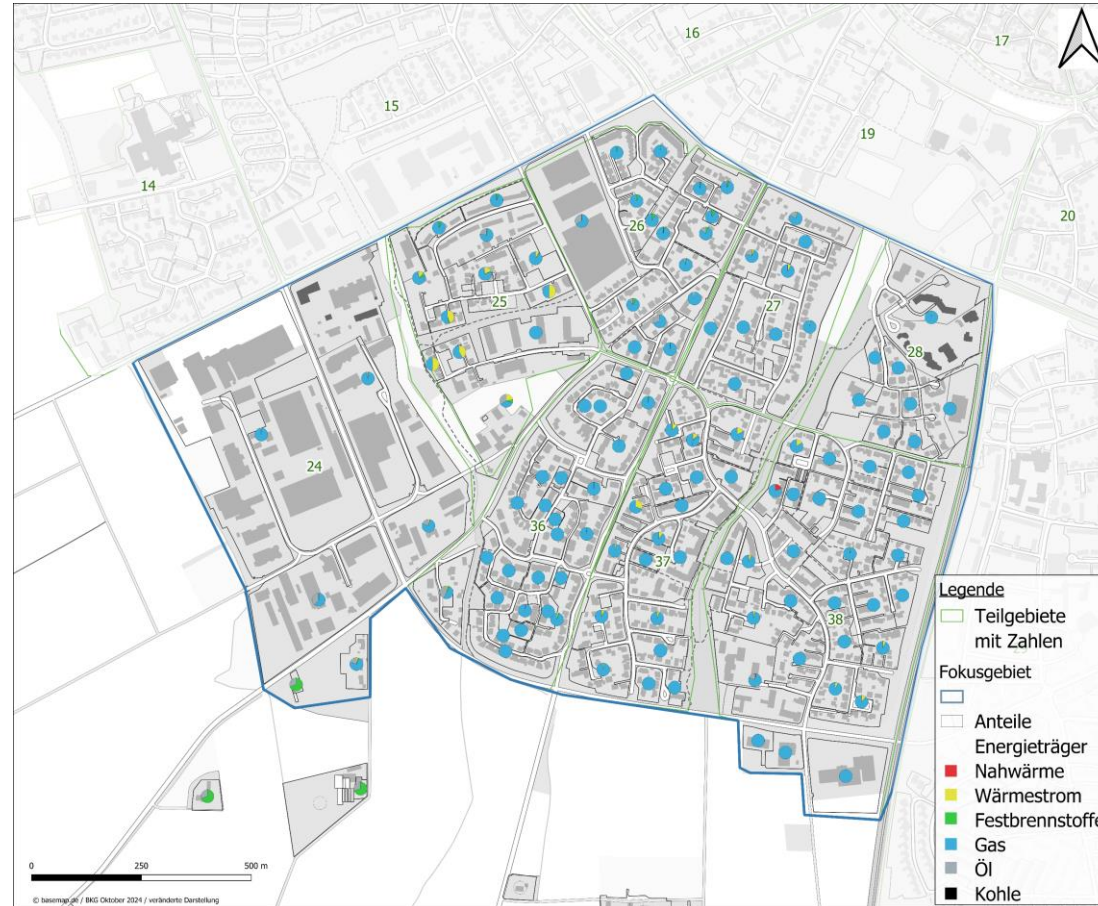 16
17
15
19
14
20
26
27
25
28
24
36
37
38
Legende
Teilgebiete
mit Zahlen
Fokusgebiet
Anteile
Energieträger
Nahwärme
Wärmestrom
Festbrennstoffe
Gas
Öl
Kohle
0 250 500 m
© basemap.de / BKG Oktober 2024 / veränderte Darstellung